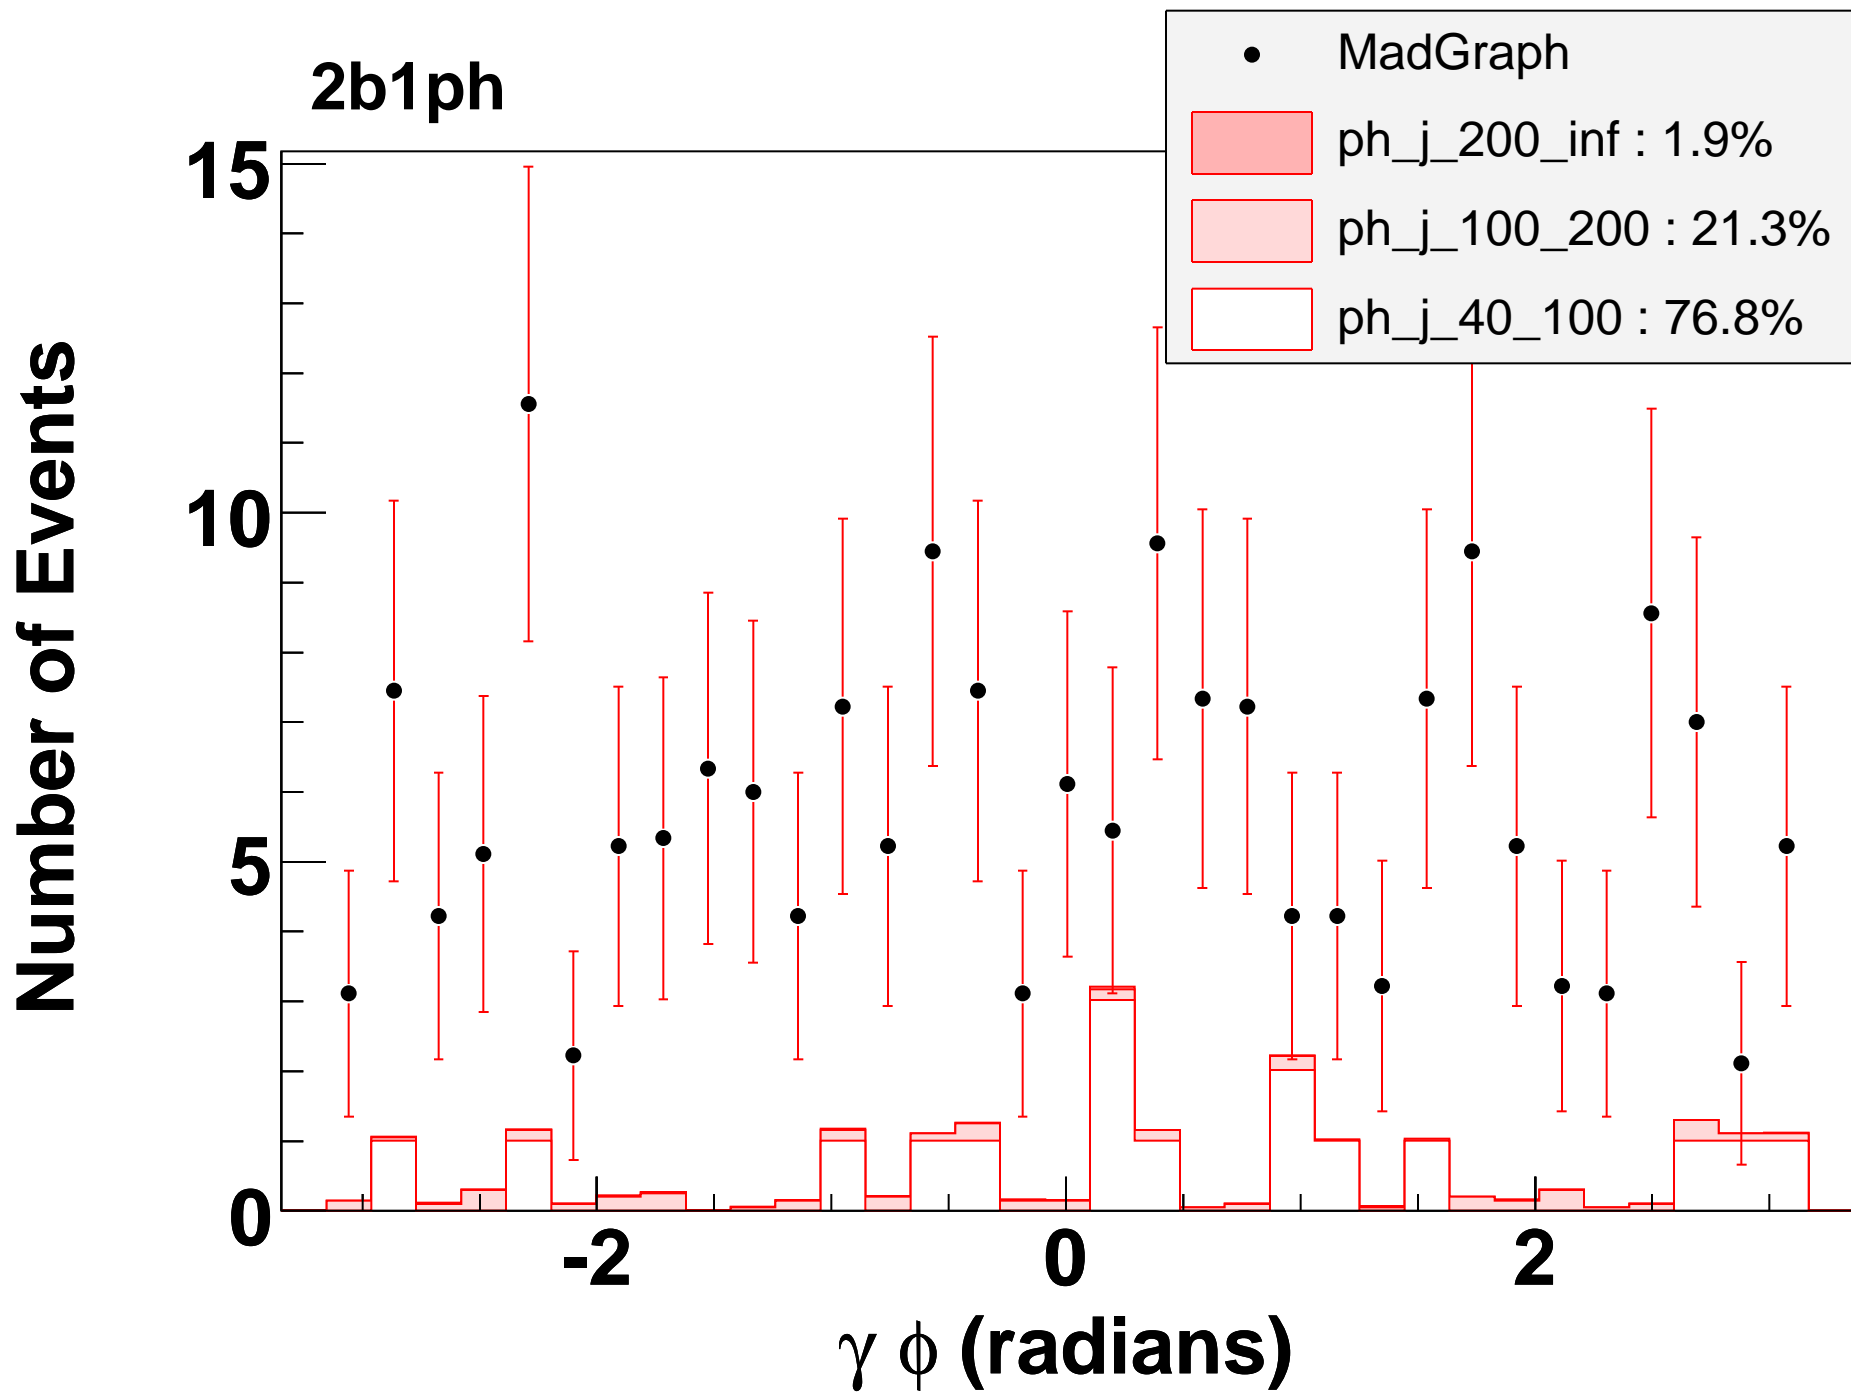 2b1ph
MadGraph
ph_j_200_inf : 1.9%
ph_j_100_200 : 21.3%
ph_j_40_100 : 76.8%
Number of Events
15
10
5
0
-2
0
2
γ ϕ (radians)